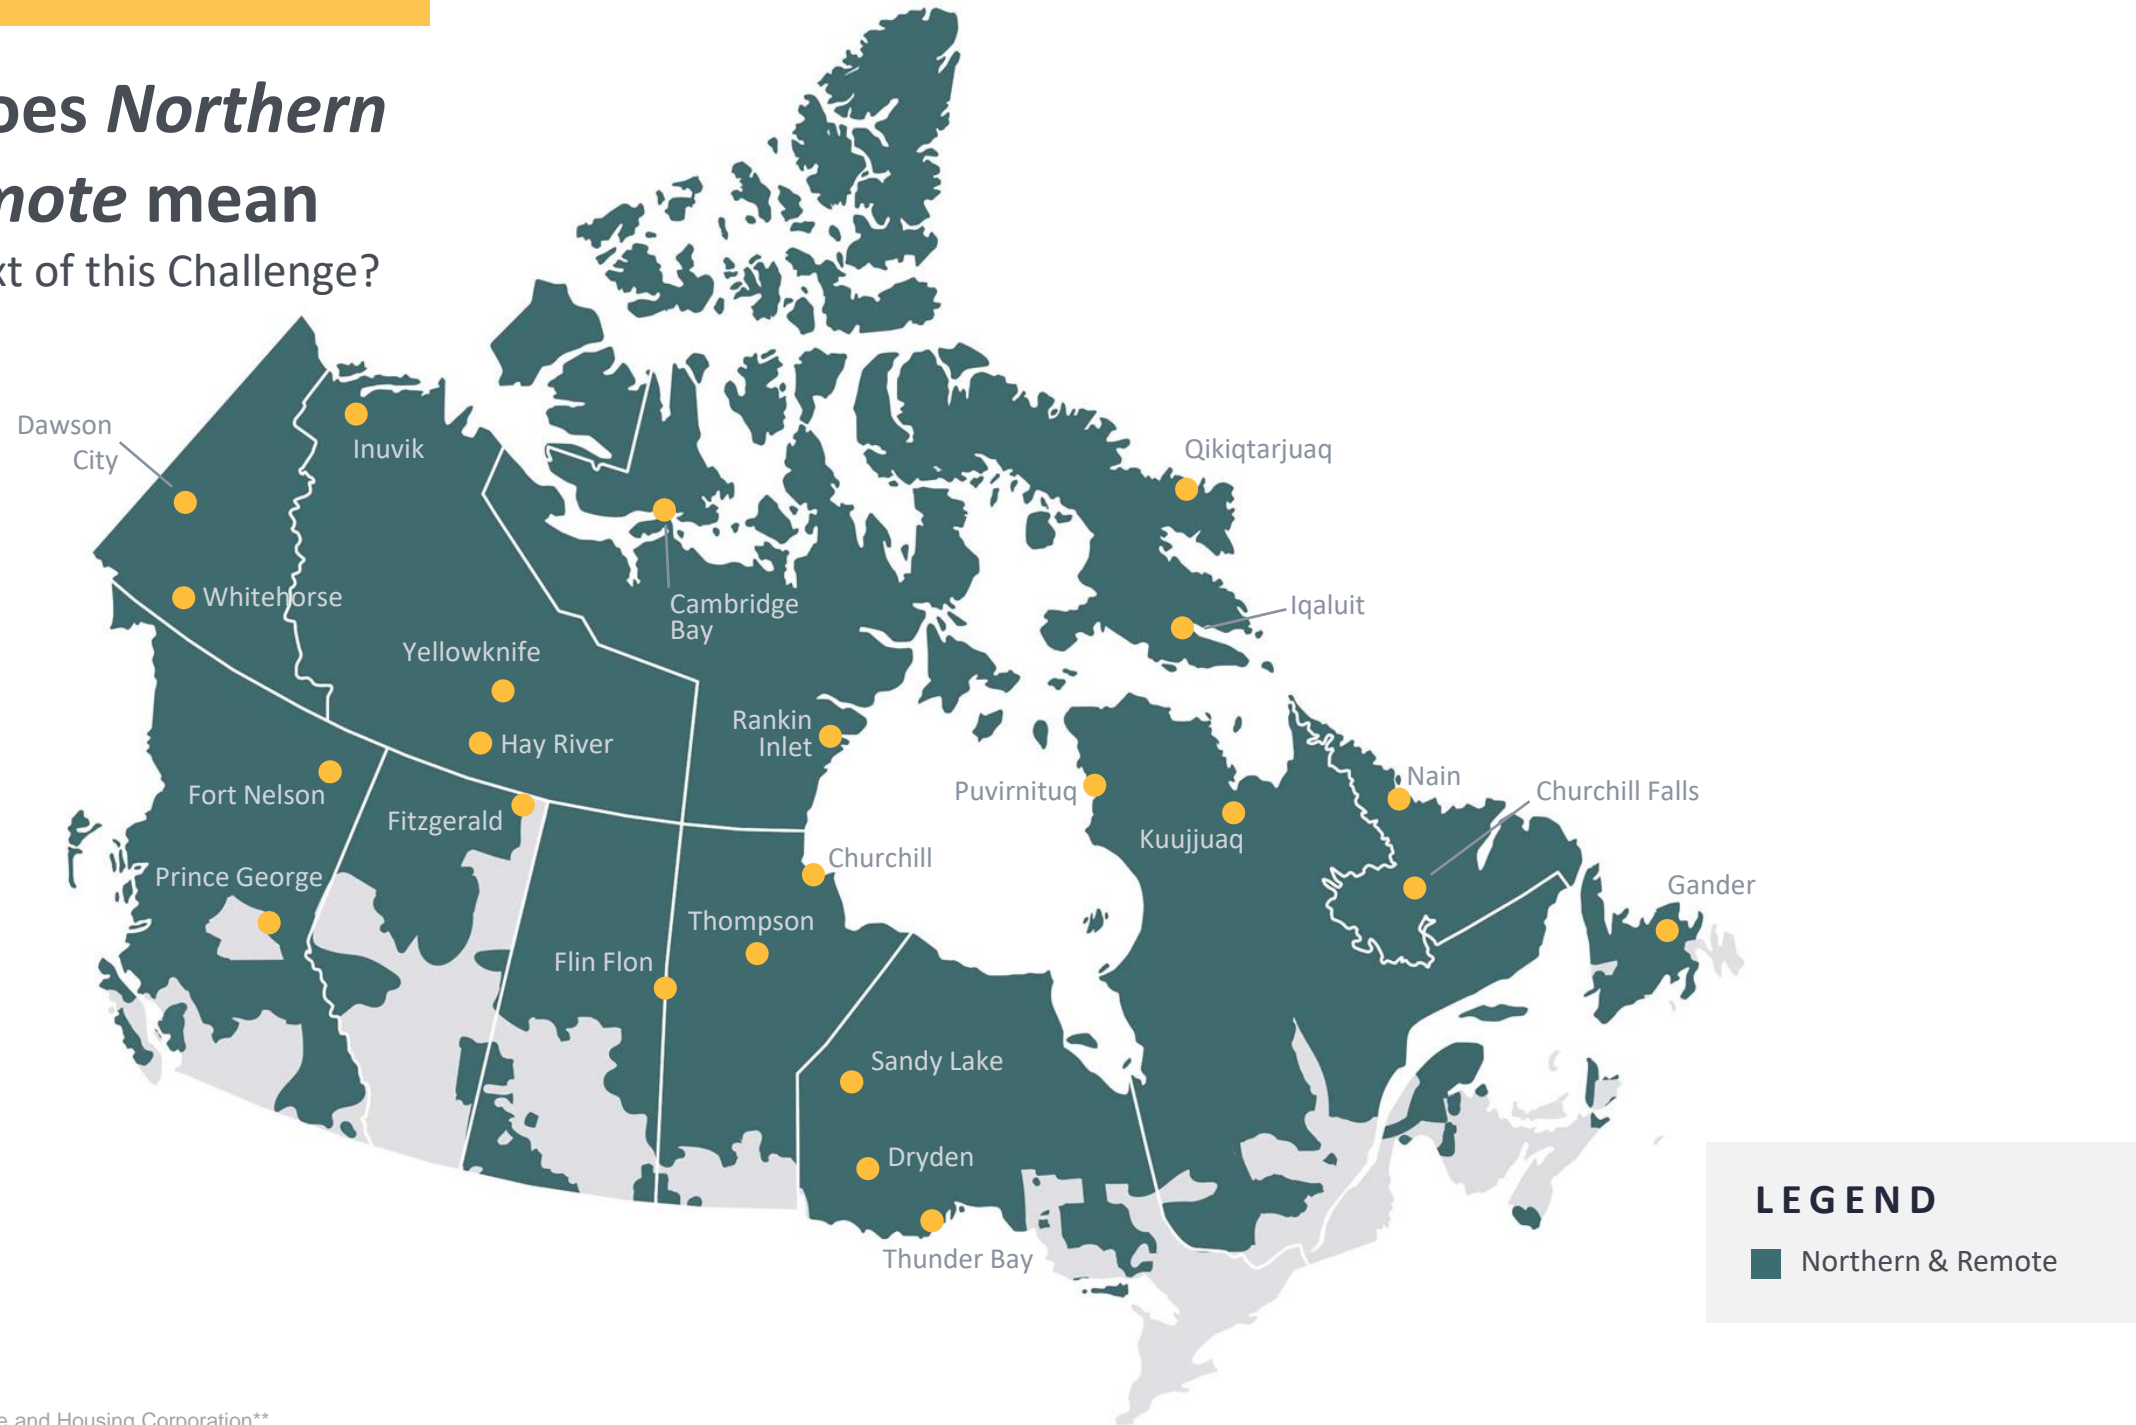 oes Northern
mote mean
xt of this Challenge?
Dawson
City
Inuvik
Qikiqtarjuaq
Whitehorse
Cambridge
Bay
Iqaluit
Yellowknife
Rankin
Inlet
Hay River
Fort Nelson
Fitzgerald
Puvirnituq
Kuujjuaq
Nain
Churchill Falls
Prince George
Churchill
Gander
Thompson
Flin Flon
Sandy Lake
Dryden
Thunder Bay
LEGEND
Northern & Remote
e and Housing Corporation**